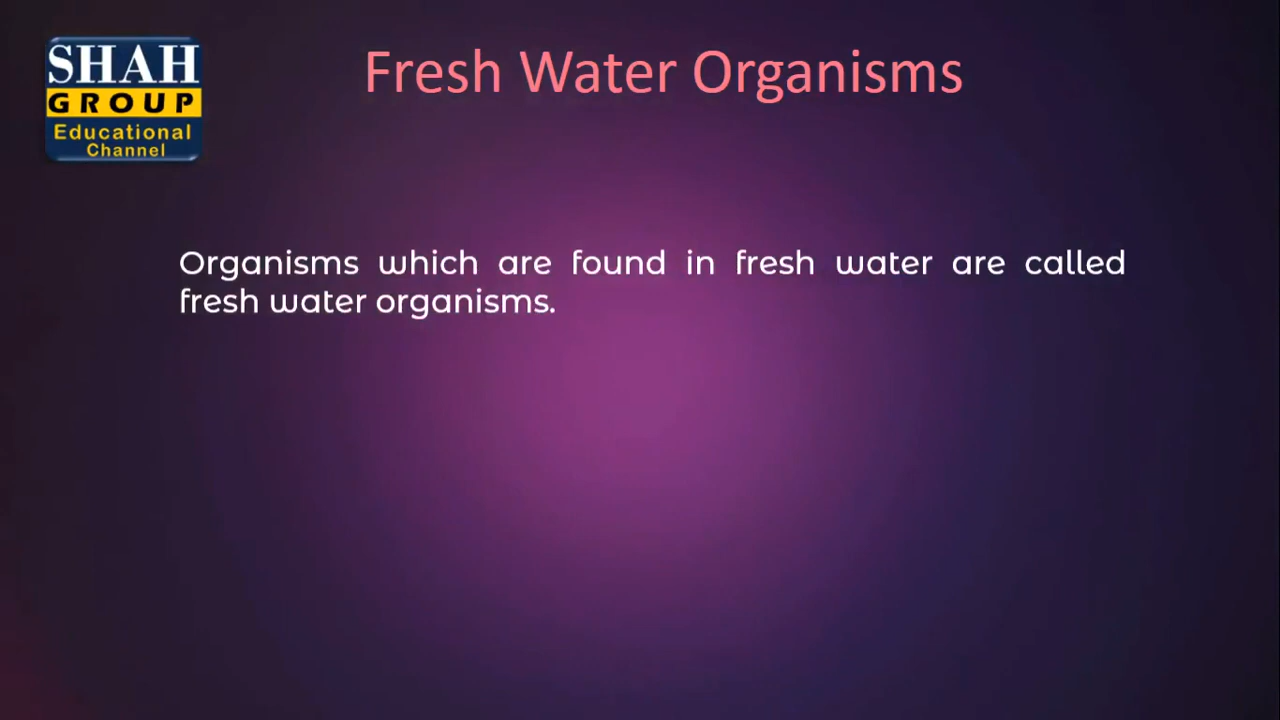 SHAH
GROUP
Educational
Channel
Fresh Water Organisms
Organisms which are found in fresh water are called
fresh water organisms.